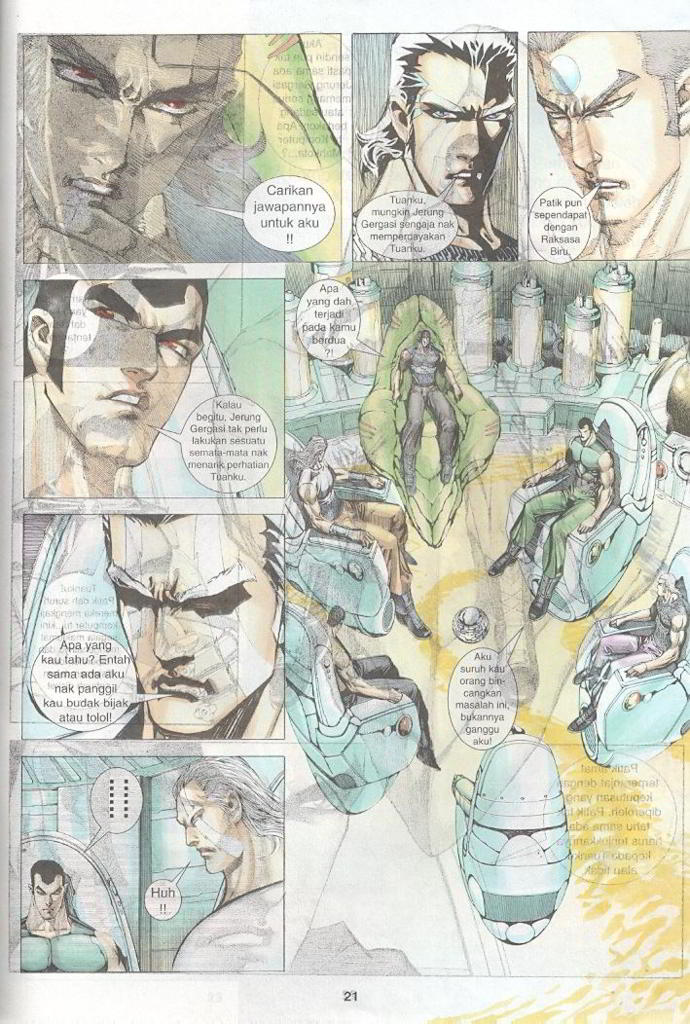 Carikan
jawapannya
untuk aku
!!
Tuanku,
mungkin Jerung
Gergasi sengaja nak
memperdayakan
Tuanku.
Patik pun
sependapat
dengan
Raksasa
Biru.
Apa
yang dah
terjadi
pada kamu
berdua
?!
Kalau
begitu, Jerung
Gergasi tak perlu
lakukan sesuatu
semata-mata nak
menarik perhatian
Tuanku.
Apa yang
kau tahu? Entah
sama ada aku
nak panggil
kau budak bijak
atau tolol!
Aku
suruh kau
orang bin-
cangkan
masalah ini,
bukannya
ganggu
aku!
Huh
!!
21